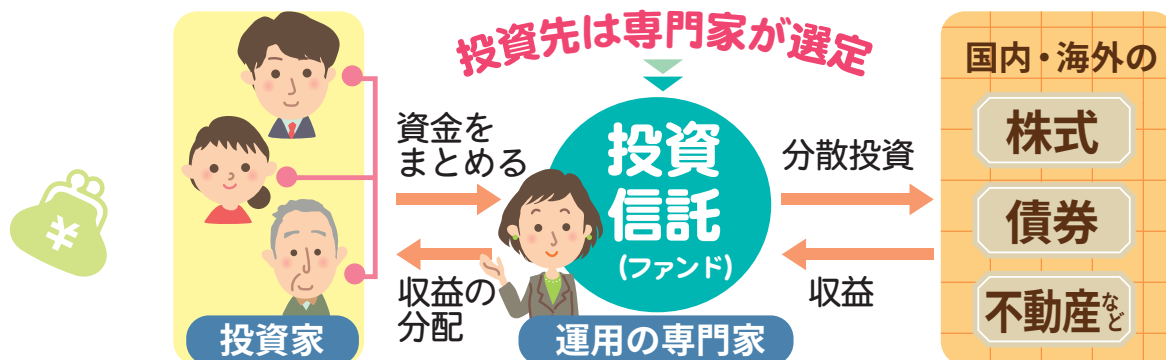 投資先は専門家が選定
¥
投資家
資金を
まとめる
収益の
分配
投資
信託
(ファンド)
運用の専門家
分散投資
収益
国内・海外の
株式
債券
不動産など